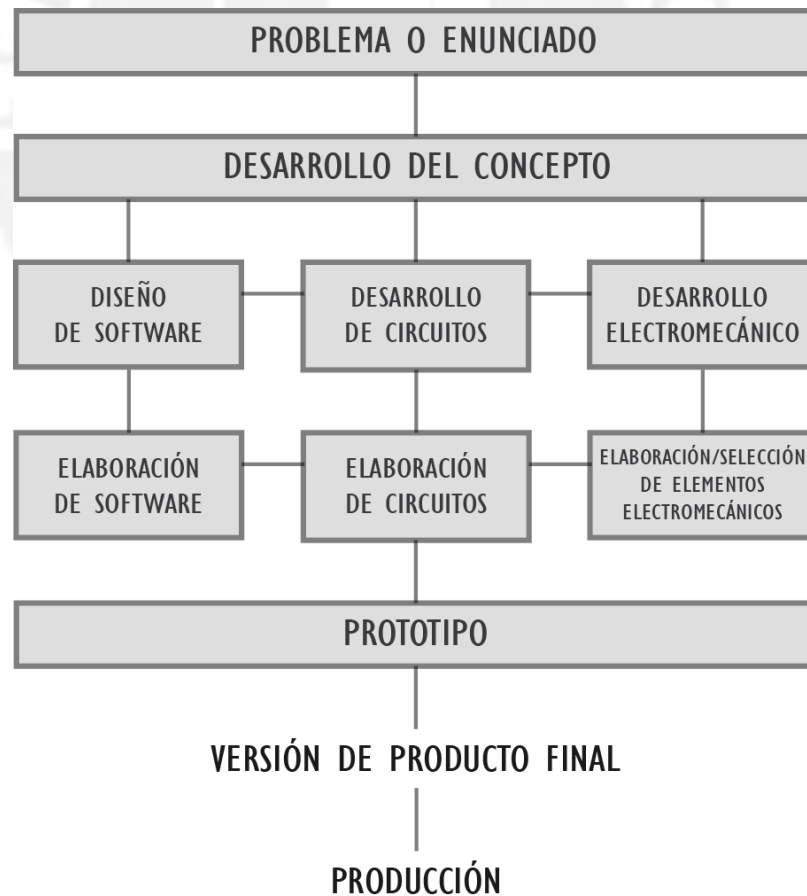 PROBLEMA O ENUNCIADO
DESARROLLO DEL CONCEPTO
DISEÑO
DE SOFTWARE
DESARROLLO
DE CIRCUITOS
DESARROLLO
ELECTROMECÁNICO
ELABORACIÓN
DE SOFTWARE
ELABORACIÓN
DE CIRCUITOS
ELABORACIÓN/SELECCIÓN
DE ELEMENTOS
ELECTROMECÁNICOS
PROTOTIPO
VERSIÓN DE PRODUCTO FINAL
PRODUCCIÓN